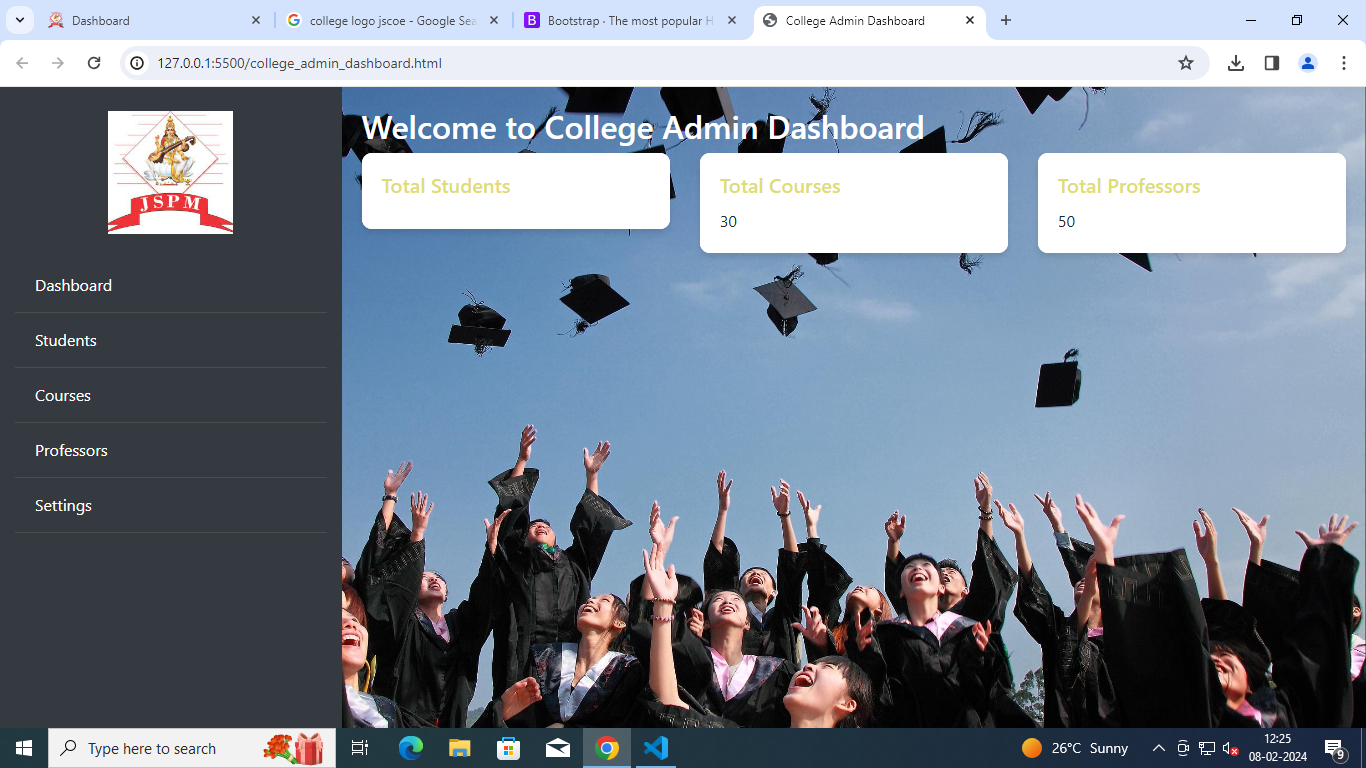 Dashboard
college logo jscoe - Google Sea
Bootstrap · The most popular H
College Admin Dashboard
127.0.0.1:5500/college_admin_dashboard.html
JSPM
Dashboard
Students
Courses
Professors
Settings
Welcome to College Admin Dashboard
Total Students
Total Courses
30
Total Professors
50
Type here to search
26°C Sunny
12:25
08-02-2024
9